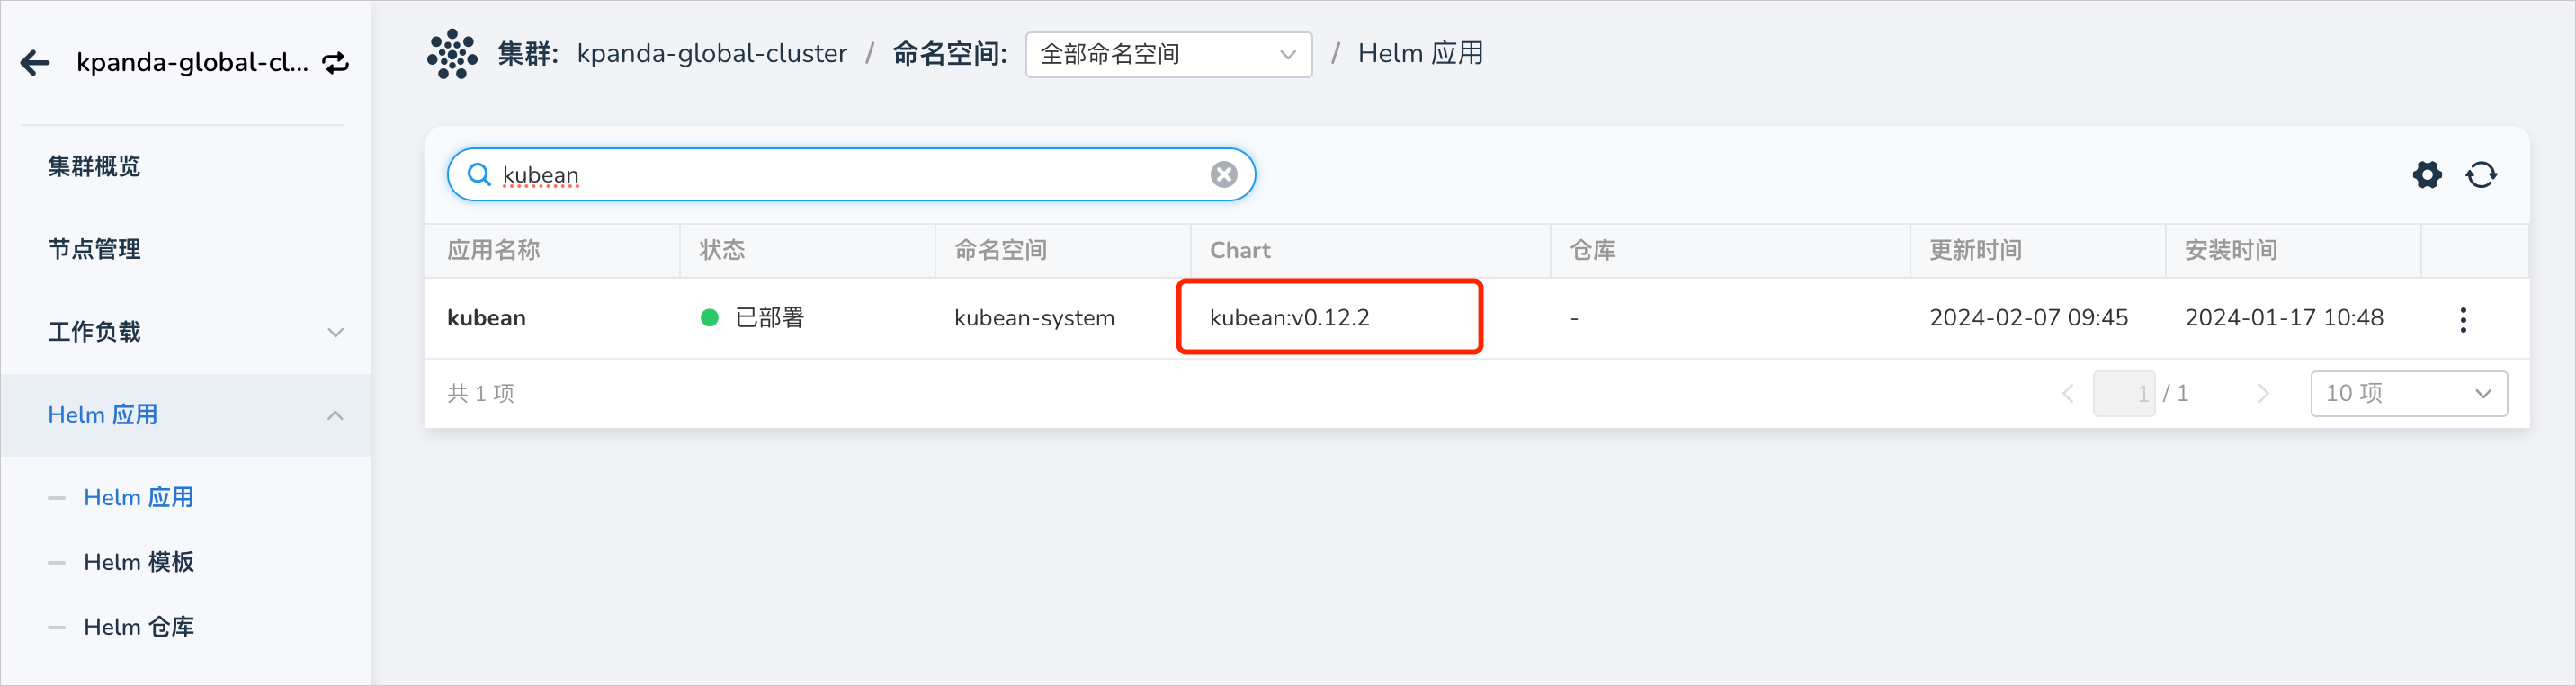 kpanda-global-cl...
集群: kpanda-global-cluster / 命名空间: 全部命名空间 / Helm 应用
集群概览
节点管理
工作负载
Helm 应用
Helm 应用
Helm 模板
Helm 仓库
kubean
应用名称 状态 命名空间 Chart 仓库 更新时间 安装时间
kubean 已部署 kubean-system kubean:v0.12.2 - 2024-02-07 09:45 2024-01-17 10:48
共 1 项 1 / 1 10 项